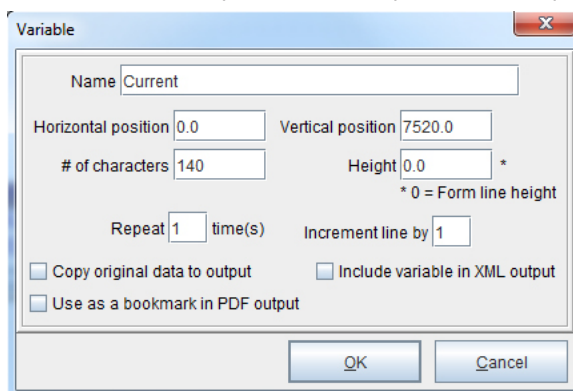 Variable
Name Current
Horizontal position 0.0 Vertical position 7520.0
# of characters 140 Height 0.0 *
* 0 = Form line height
Repeat 1 time(s) Increment line by 1
Copy original data to output Include variable in XML output
Use as a bookmark in PDF output
OK Cancel